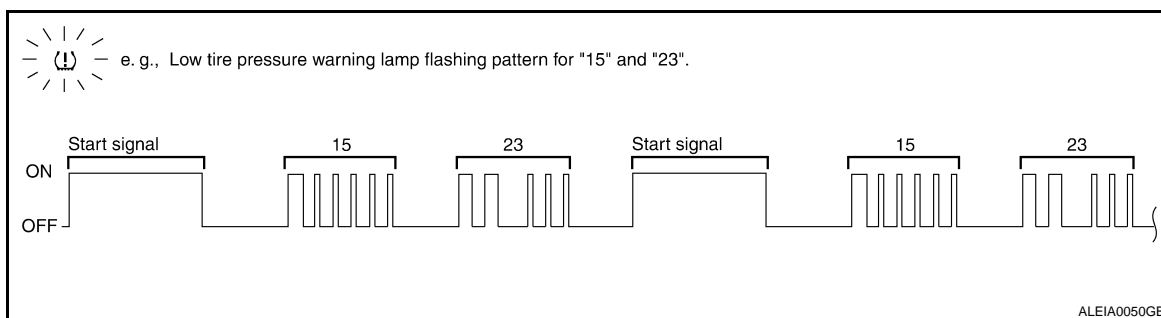 e. g., Low tire pressure warning lamp flashing pattern for "15" and "23".
Start signal 15 23 Start signal 15 23
ON
OFF
ALEIA0050GB